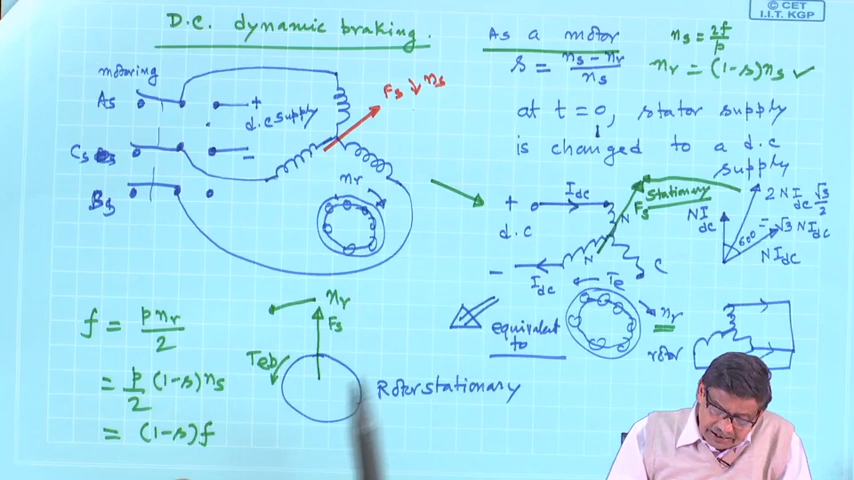 © CET
I.I.T. KGP
D.C. dynamic braking.
motoring
As
+
d.c supply
Cs
-
Bs
Fs ↓ ns
nr
As a motor
s = (ns - nr)/ns
ns = 2f/p
nr = (1-s)ns ✓
at t = 0, stator supply
is changed to a d.c
supply
+
d.c
-
Idc
Idc
N
N
C
Fs
stationary
NIdc
60°
2 NIdc √3/2
= √3 NIdc
NIdc
Te
nr
equivalent
to
rotor
f = pnr/2
= p/2 (1-s)ns
= (1-s)f
nr
Fs
Teb
Rotor stationary